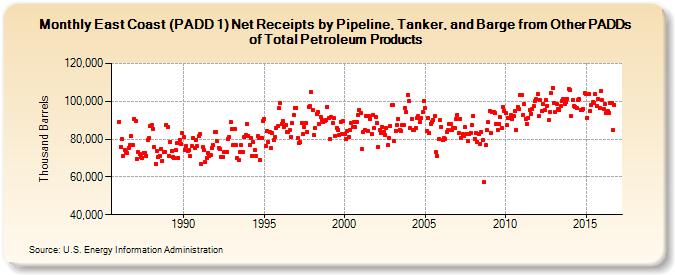 Monthly East Coast (PADD 1) Net Receipts by Pipeline, Tanker, and Barge from Other PADDs
of Total Petroleum Products
Thousand Barrels
120,000
100,000
80,000
60,000
40,000
1990
1995
2000
2005
2010
2015
Source: U.S. Energy Information Administration